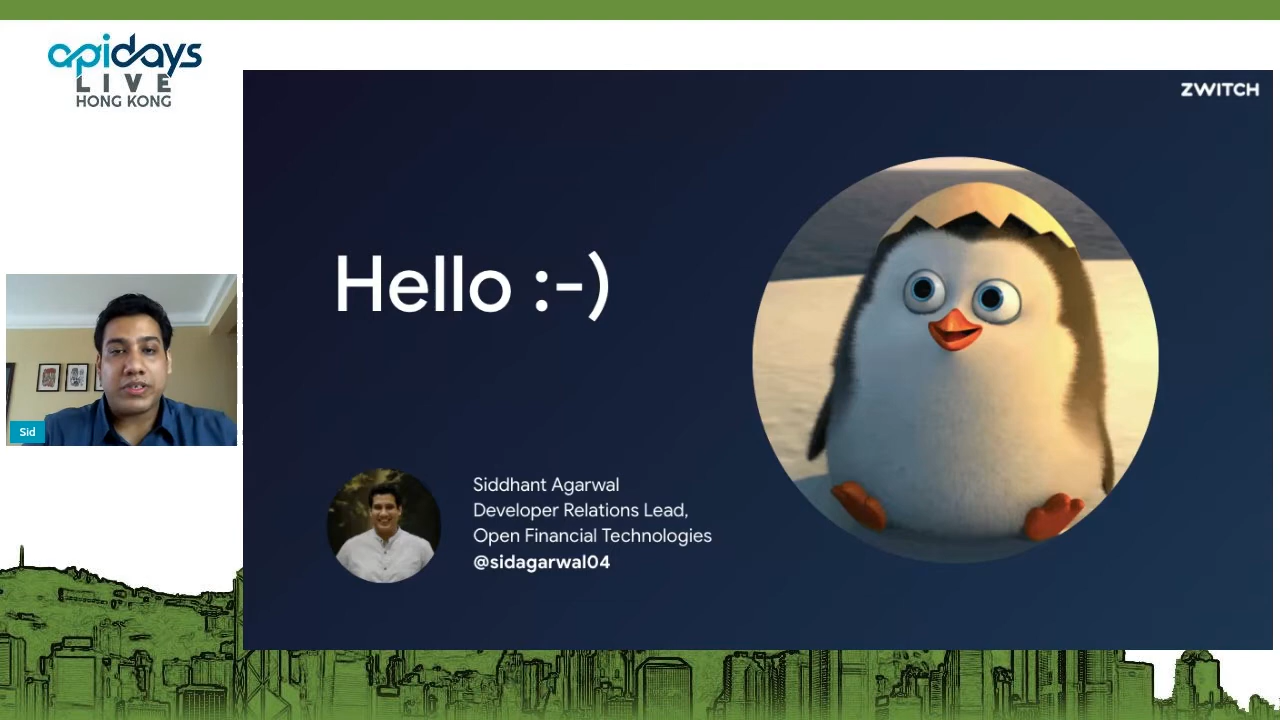 apidays
LIVE
HONG KONG
ZWITCH
Hello :-)
Sid
Siddhant Agarwal
Developer Relations Lead,
Open Financial Technologies
@sidagarwal04